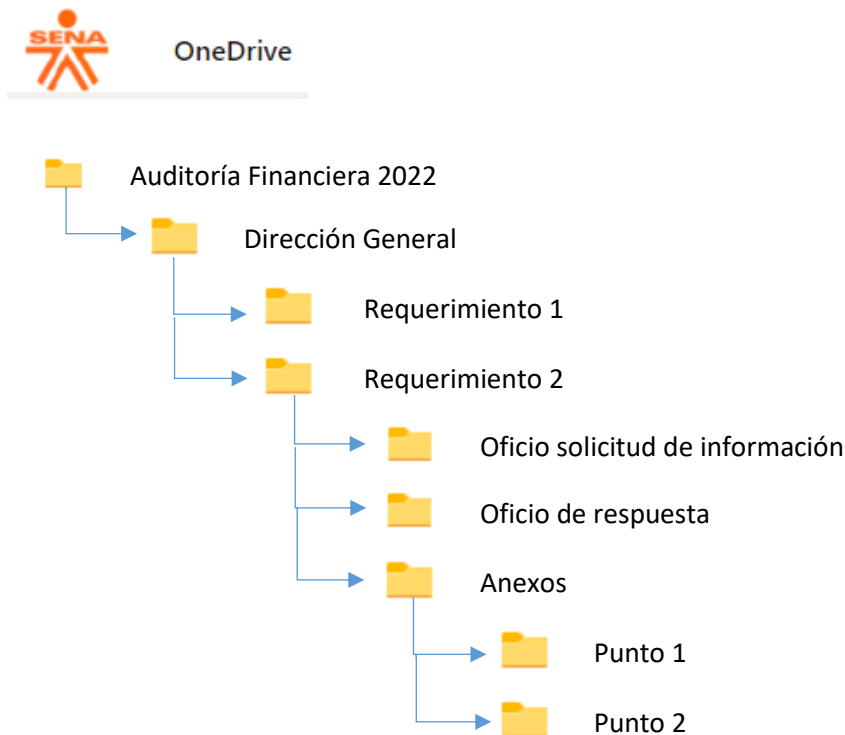 SENA
OneDrive
Auditoría Financiera 2022
Dirección General
Requerimiento 1
Requerimiento 2
Oficio solicitud de información
Oficio de respuesta
Anexos
Punto 1
Punto 2